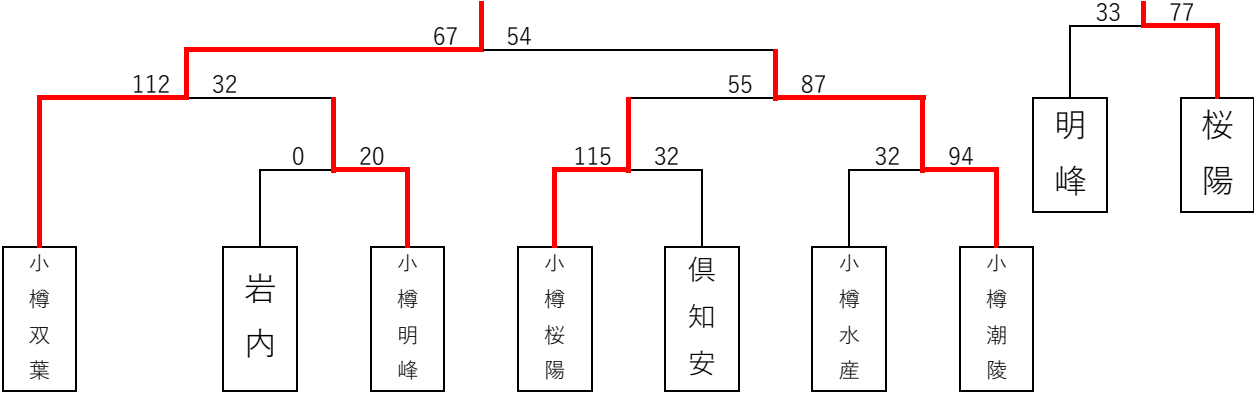 33 77
67 54
112 32
55 87
0 20
115 32
32 94
明峰
桜陽
小樽双葉
岩内
小樽明峰
小樽桜陽
倶知安
小樽水産
小樽潮陵